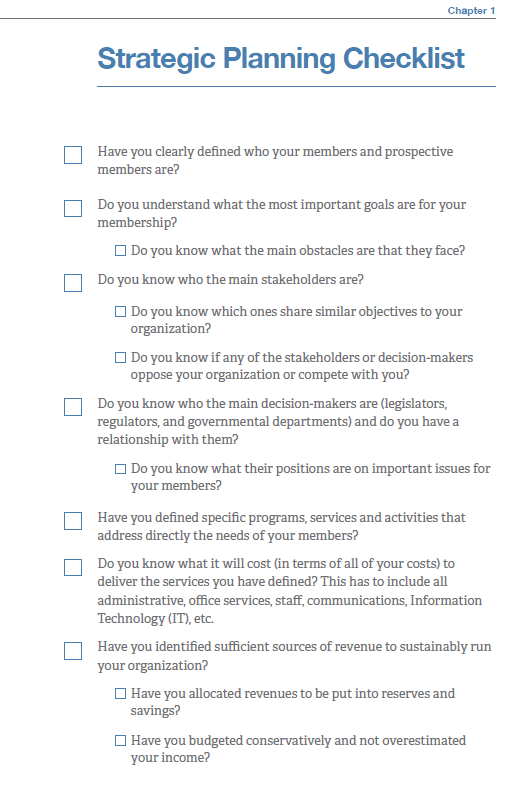 Chapter 1
Strategic Planning Checklist
Have you clearly defined who your members and prospective
members are?
Do you understand what the most important goals are for your
membership?
Do you know what the main obstacles are that they face?
Do you know who the main stakeholders are?
Do you know which ones share similar objectives to your
organization?
Do you know if any of the stakeholders or decision-makers
oppose your organization or compete with you?
Do you know who the main decision-makers are (legislators,
regulators, and governmental departments) and do you have a
relationship with them?
Do you know what their positions are on important issues for
your members?
Have you defined specific programs, services and activities that
address directly the needs of your members?
Do you know what it will cost (in terms of all of your costs) to
deliver the services you have defined? This has to include all
administrative, office services, staff, communications, Information
Technology (IT), etc.
Have you identified sufficient sources of revenue to sustainably run
your organization?
Have you allocated revenues to be put into reserves and
savings?
Have you budgeted conservatively and not overestimated
your income?